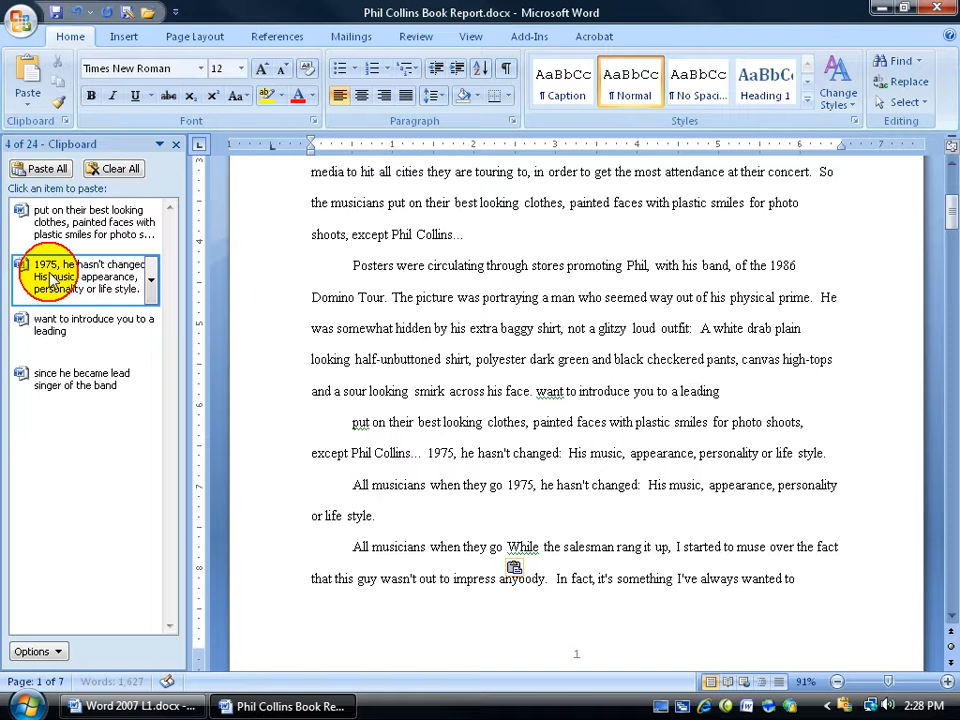 Phil Collins Book Report.docx - Microsoft Word
Home Insert Page Layout References Mailings Review View Add-Ins Acrobat
Paste
Times New Roman 12
B I U abc x₂ x² Aa
AaBbCc AaBbCc AaBbCc AaBbC
¶ Caption ¶ Normal ¶ No Spaci... Heading 1
Change Styles
Find
Replace
Select
Clipboard Font Paragraph Styles Editing
4 of 24 - Clipboard
Paste All Clear All
Click an item to paste:
put on their best looking
clothes, painted faces with
plastic smiles for photo s...
1975, he hasn't changed
His music, appearance,
personality or life style.
want to introduce you to a
leading
since he became lead
singer of the band
Options
1 2 3 4 5 6 7
media to hit all cities they are touring to, in order to get the most attendance at their concert. So
the musicians put on their best looking clothes, painted faces with plastic smiles for photo
shoots, except Phil Collins...
Posters were circulating through stores promoting Phil, with his band, of the 1986
Domino Tour. The picture was portraying a man who seemed way out of his physical prime. He
was somewhat hidden by his extra baggy shirt, not a glitzy loud outfit: A white drab plain
looking half-unbuttoned shirt, polyester dark green and black checkered pants, canvas high-tops
and a sour looking smirk across his face. want to introduce you to a leading
put on their best looking clothes, painted faces with plastic smiles for photo shoots,
except Phil Collins... 1975, he hasn't changed: His music, appearance, personality or life style.
All musicians when they go 1975, he hasn't changed: His music, appearance, personality
or life style.
All musicians when they go While the salesman rang it up, I started to muse over the fact
that this guy wasn't out to impress anybody. In fact, it's something I've always wanted to
1
Page: 1 of 7 Words: 1,627 91%
Word 2007 L1.docx -... Phil Collins Book Re... 2:28 PM